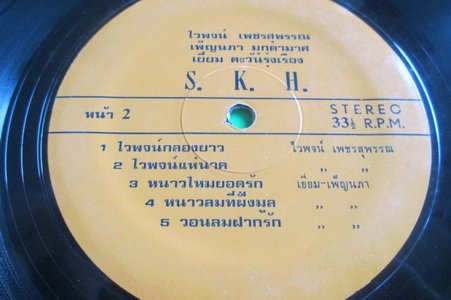 ไวพจน์ เพชรสุพรรณ
เพ็ญนภา มุกดามาศ
เยี่ยม ตะวันรุ่งเรือง
S. K. H.
หน้า 2
STEREO
33⅓ R.P.M.
1 ไวพจน์กลองยาว ไวพจน์ เพชรสุพรรณ
2 ไวพจน์แห่นาค „ „
3 หนาวไหมยอดรัก เยี่ยม-เพ็ญนภา
4 หนาวลมที่ฝั่งมูล „ „
5 วอนลมฝากรัก „ „